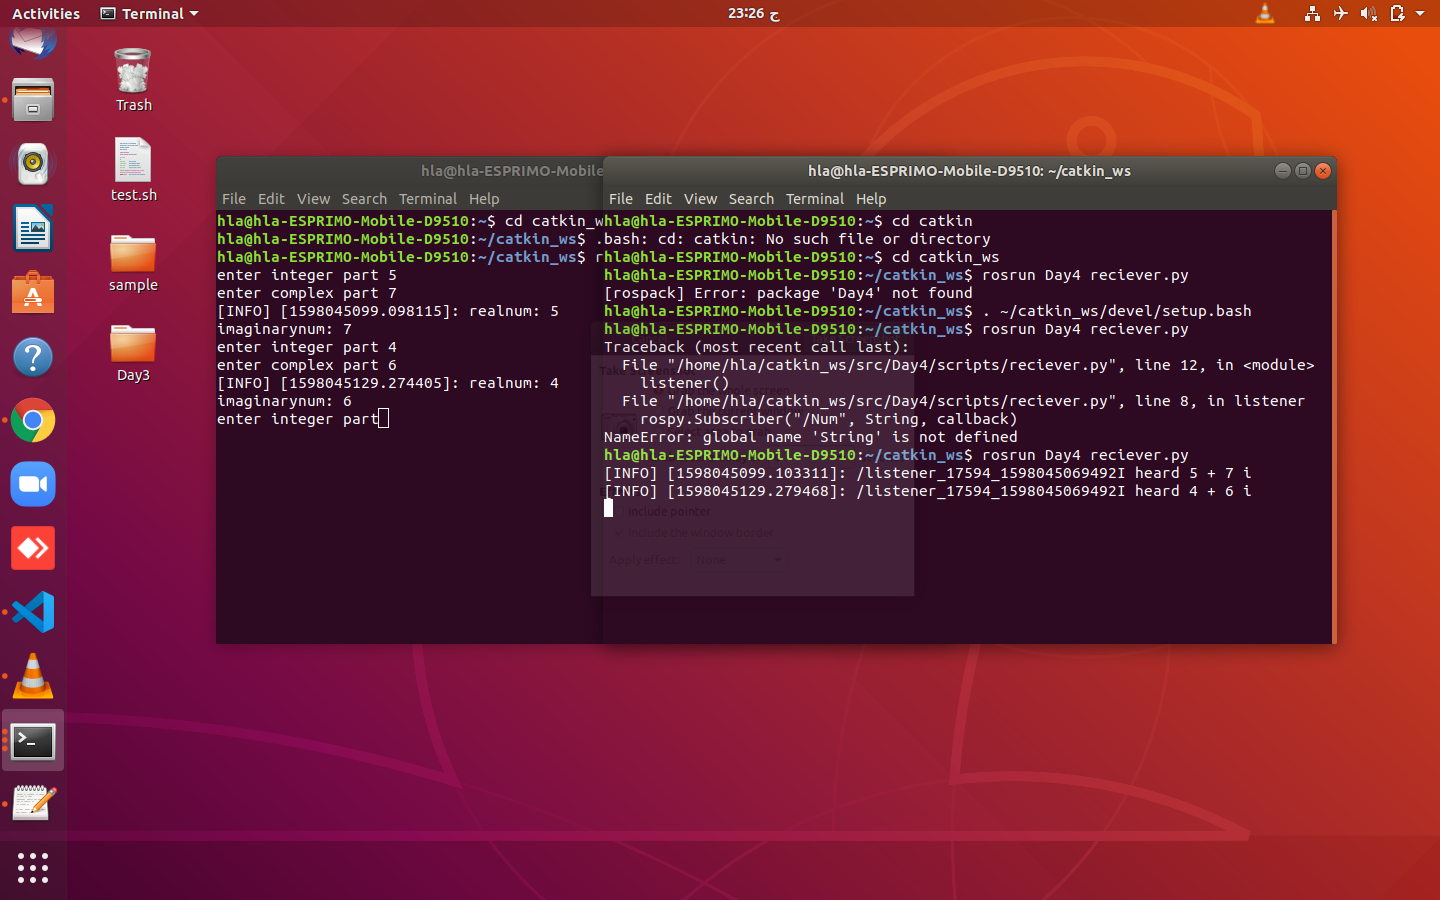 Activities
Terminal
23:26 ج
Trash
test.sh
sample
Day3
hla@hla-ESPRIMO-Mobile
File Edit View Search Terminal Help
hla@hla-ESPRIMO-Mobile-D9510:~$ cd catkin_w
hla@hla-ESPRIMO-Mobile-D9510:~/catkin_ws$ .
hla@hla-ESPRIMO-Mobile-D9510:~/catkin_ws$ r
enter integer part 5
enter complex part 7
[INFO] [1598045099.098115]: realnum: 5
imaginarynum: 7
enter integer part 4
enter complex part 6
[INFO] [1598045129.274405]: realnum: 4
imaginarynum: 6
enter integer part
hla@hla-ESPRIMO-Mobile-D9510: ~/catkin_ws
File Edit View Search Terminal Help
hla@hla-ESPRIMO-Mobile-D9510:~$ cd catkin
bash: cd: catkin: No such file or directory
hla@hla-ESPRIMO-Mobile-D9510:~$ cd catkin_ws
hla@hla-ESPRIMO-Mobile-D9510:~/catkin_ws$ rosrun Day4 reciever.py
[rospack] Error: package 'Day4' not found
hla@hla-ESPRIMO-Mobile-D9510:~/catkin_ws$ . ~/catkin_ws/devel/setup.bash
hla@hla-ESPRIMO-Mobile-D9510:~/catkin_ws$ rosrun Day4 reciever.py
Traceback (most recent call last):
File "/home/hla/catkin_ws/src/Day4/scripts/reciever.py", line 12, in <module>
listener()
File "/home/hla/catkin_ws/src/Day4/scripts/reciever.py", line 8, in listener
rospy.Subscriber("/Num", String, callback)
NameError: global name 'String' is not defined
hla@hla-ESPRIMO-Mobile-D9510:~/catkin_ws$ rosrun Day4 reciever.py
[INFO] [1598045099.103311]: /listener_17594_1598045069492I heard 5 + 7 i
[INFO] [1598045129.279468]: /listener_17594_1598045069492I heard 4 + 6 i
Include pointer
Include the window border
Apply effect: None